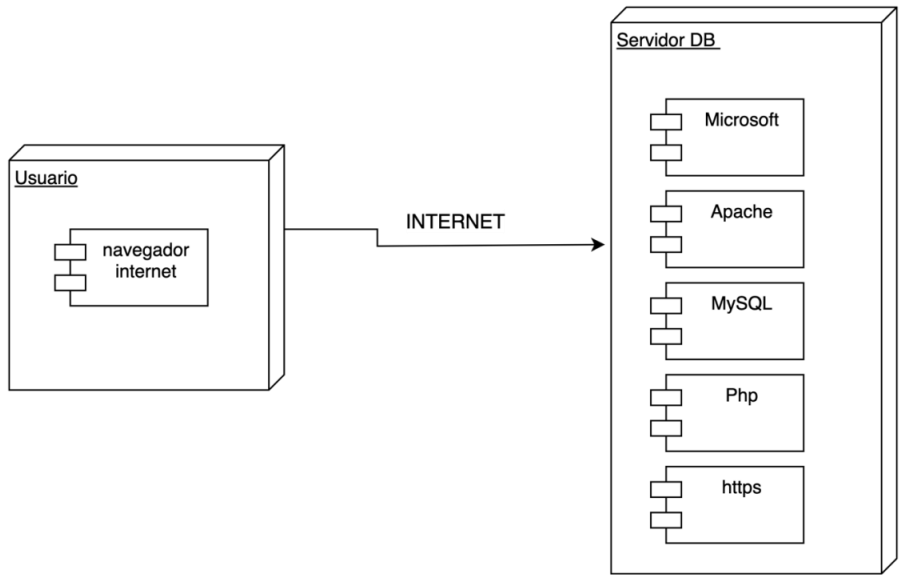 Servidor DB
Microsoft
Usuario
Apache
INTERNET
navegador
internet
MySQL
Php
https